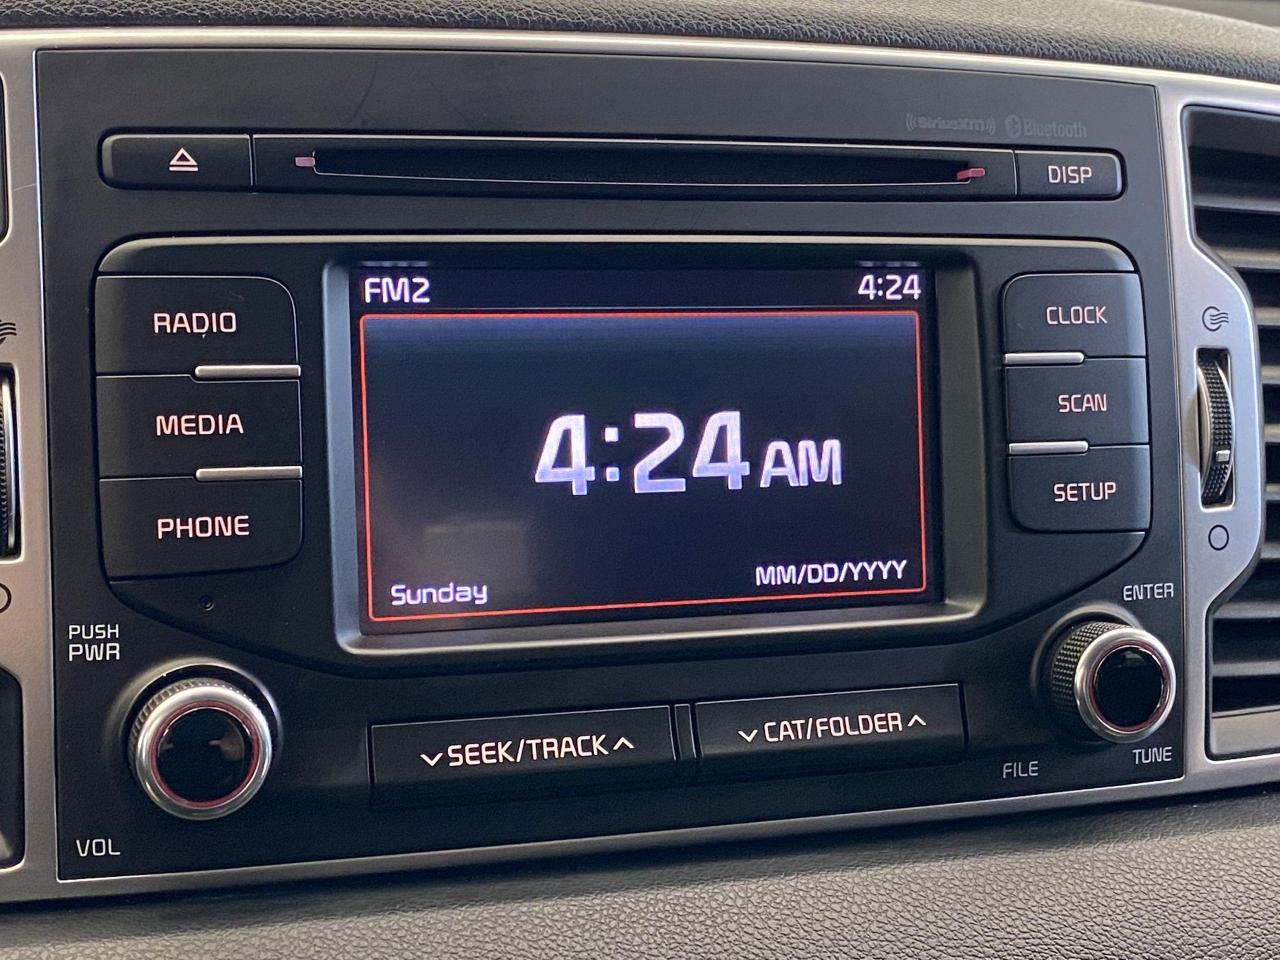 ((SiriusXM)) Bluetooth
DISP
FM2 4:24
RADIO
MEDIA
PHONE
4:24 AM
Sunday
MM/DD/YYYY
CLOCK
SCAN
SETUP
PUSH
PWR
VOL
SEEK/TRACK
CAT/FOLDER
ENTER
FILE
TUNE